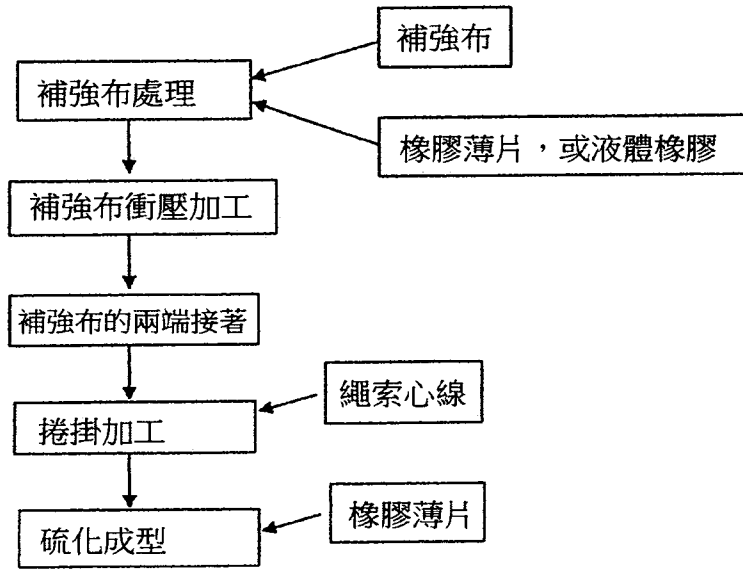 補強布
補強布處理
橡膠薄片，或液體橡膠
補強布衝壓加工
補強布的兩端接著
繩索心線
捲掛加工
橡膠薄片
硫化成型